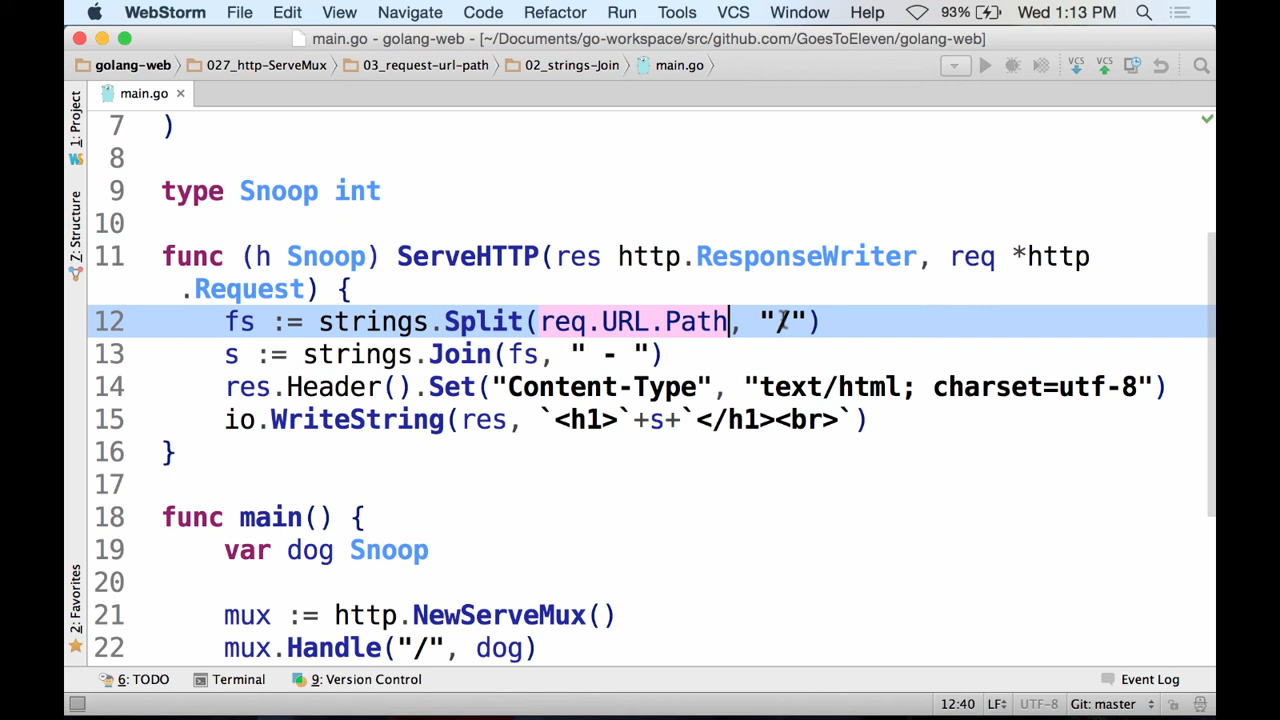 WebStorm File Edit View Navigate Code Refactor Run Tools VCS Window Help 93% Wed 1:13 PM
main.go - golang-web - [~/Documents/go-workspace/src/github.com/GoesToEleven/golang-web]
golang-web 027_http-ServeMux 03_request-url-path 02_strings-Join main.go VCS VCS
main.go ×
1: Project
7: Structure
2: Favorites
7 )
8
9 type Snoop int
10
11 func (h Snoop) ServeHTTP(res http.ResponseWriter, req *http
.Request) {
12 fs := strings.Split(req.URL.Path, "/")
13 s := strings.Join(fs, " - ")
14 res.Header().Set("Content-Type", "text/html; charset=utf-8")
15 io.WriteString(res, `<h1>`+s+`</h1><br>`)
16 }
17
18 func main() {
19 var dog Snoop
20
21 mux := http.NewServeMux()
22 mux.Handle("/", dog)
6: TODO Terminal 9: Version Control Event Log
12:40 LF UTF-8 Git: master